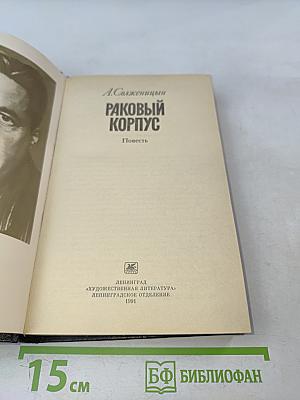 А.Солженицын
РАКОВЫЙ
КОРПУС
Повесть
ЛЕНИНГРАД
«ХУДОЖЕСТВЕННАЯ ЛИТЕРАТУРА»
ЛЕНИНГРАДСКОЕ ОТДЕЛЕНИЕ
1991
15 см
БФ БИБЛИОФАН